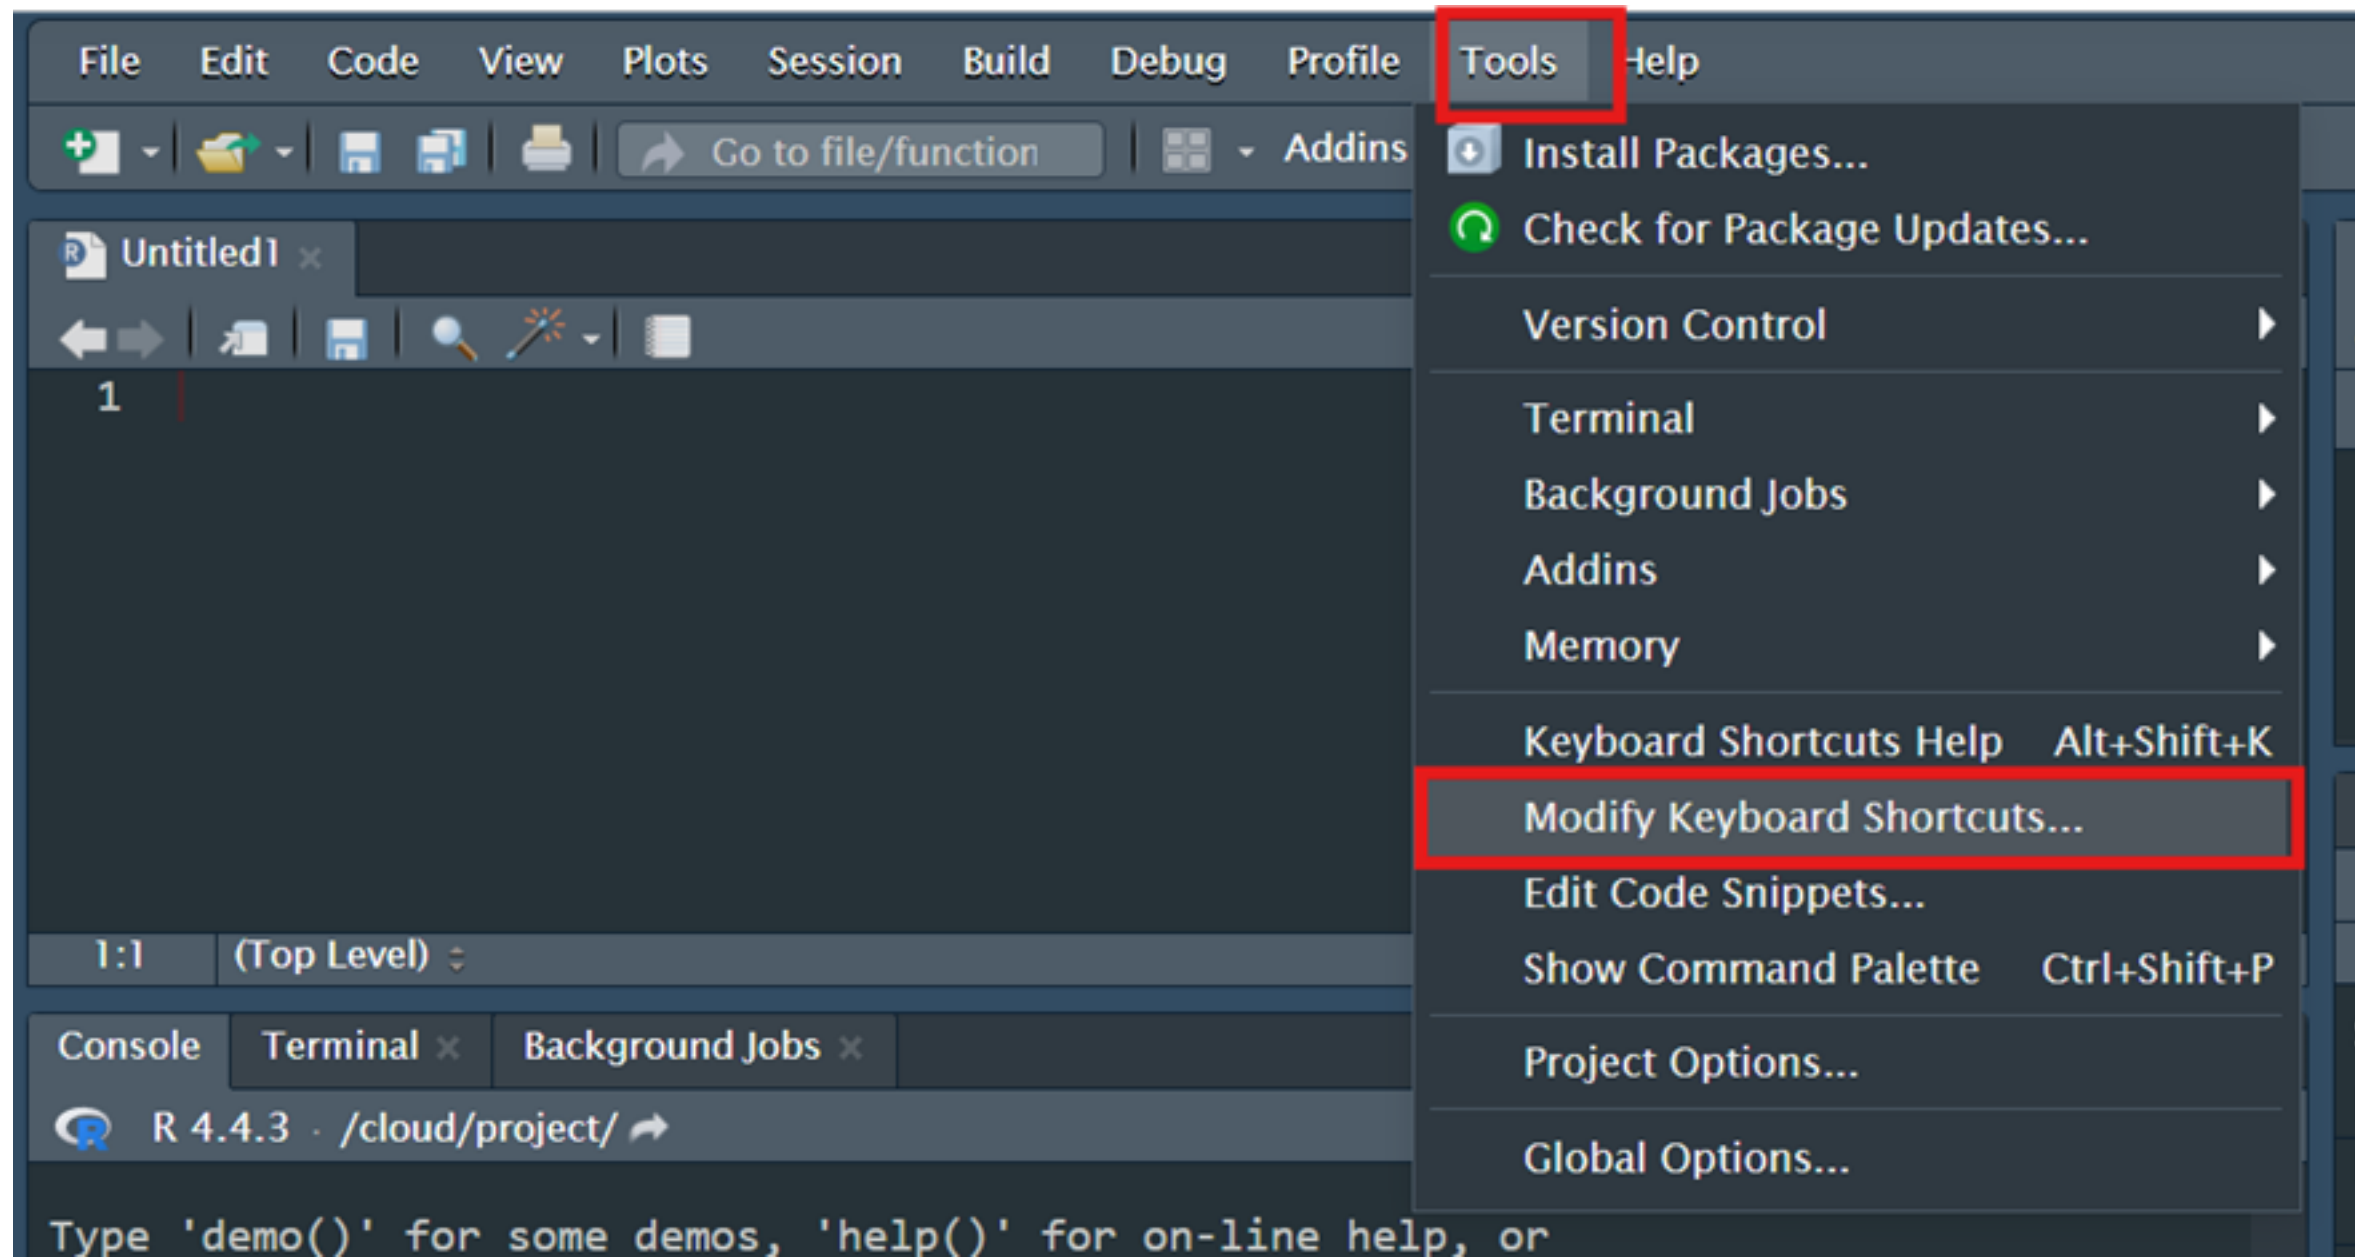 File Edit Code View Plots Session Build Debug Profile Tools Help
Go to file/function Addins
Install Packages...
Check for Package Updates...
Version Control
Terminal
Background Jobs
Addins
Memory
Keyboard Shortcuts Help Alt+Shift+K
Modify Keyboard Shortcuts...
Edit Code Snippets...
Show Command Palette Ctrl+Shift+P
Project Options...
Global Options...
R Untitled1
1
1:1 (Top Level)
Console Terminal Background Jobs
R R 4.4.3 · /cloud/project/
Type 'demo()' for some demos, 'help()' for on-line help, or